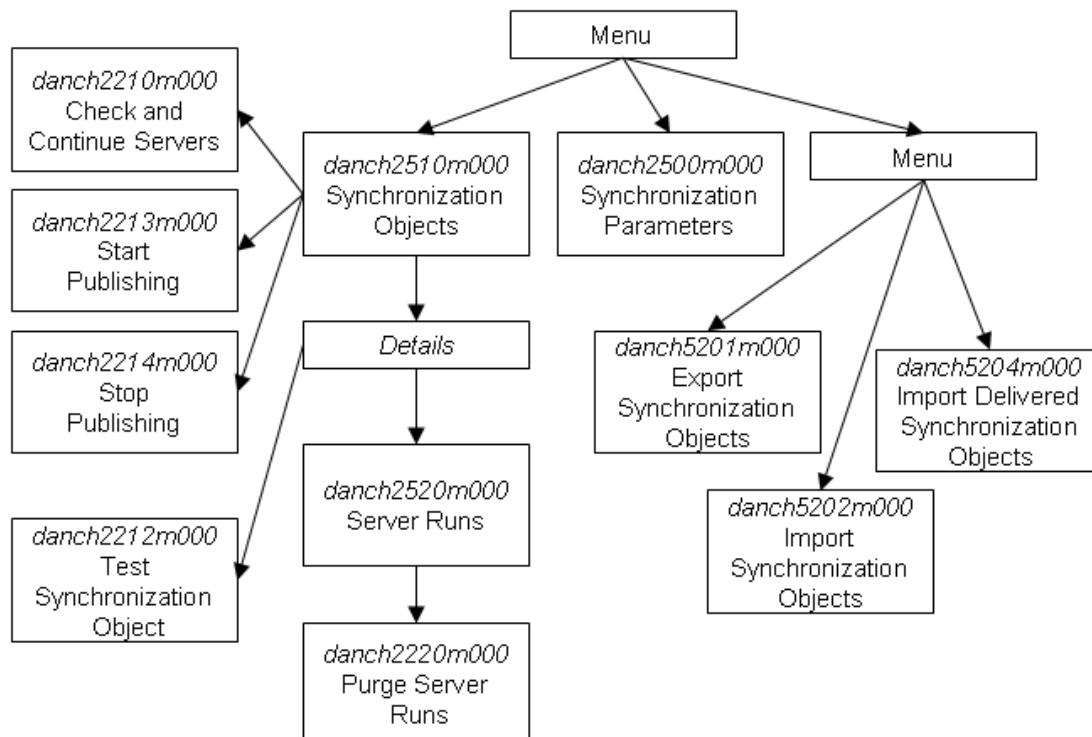 Menu
danch2210m000
Check and
Continue Servers
danch2510m000
Synchronization
Objects
danch2500m000
Synchronization
Parameters
Menu
danch2213m000
Start
Publishing
danch2214m000
Stop
Publishing
Details
danch5201m000
Export
Synchronization
Objects
danch5204m000
Import Delivered
Synchronization
Objects
danch2520m000
Server Runs
danch5202m000
Import
Synchronization
Objects
danch2212m000
Test
Synchronization
Object
danch2220m000
Purge Server
Runs